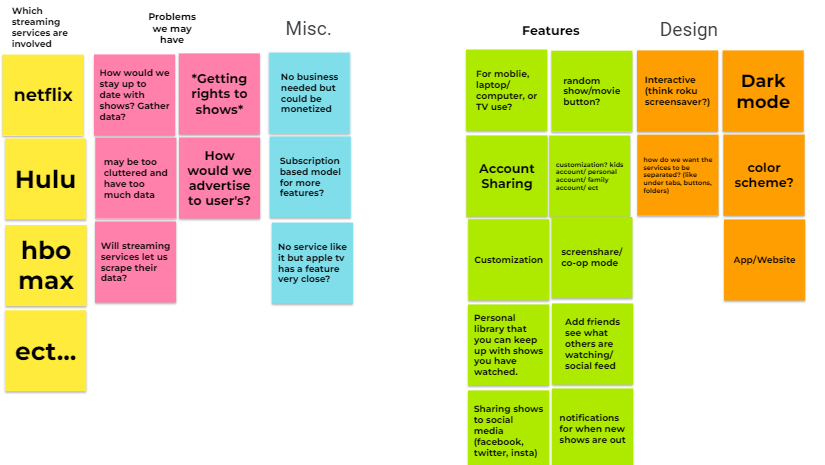 Which
streaming
services are
involved
netflix
Hulu
hbo
max
ect...
Problems
we may
have
How would we
stay up to
date with
shows? Gather
data?
*Getting
rights to
shows*
may be too
cluttered and
have too
much data
How
would we
advertise
to user's?
Will streaming
services let us
scrape their
data?
Misc.
No business
needed but
could be
monetized
Subscription
based model
for more
features?
No service like
it but apple tv
has a feature
very close?
Features
For moblie,
laptop/
computer, or
TV use?
random
show/movie
button?
Account
Sharing
customization? kids
account/ personal
account/ family
account/ ect
Customization
screenshare/
co-op mode
Personal
library that
you can keep
up with shows
you have
watched.
Add friends
see what
others are
watching/
social feed
Sharing shows
to social
media
(facebook,
twitter, insta)
notifications
for when new
shows are out
Design
Interactive
(think roku
screensaver?)
Dark
mode
how do we want the
services to be
separated? (like
under tabs, buttons,
folders)
color
scheme?
App/Website